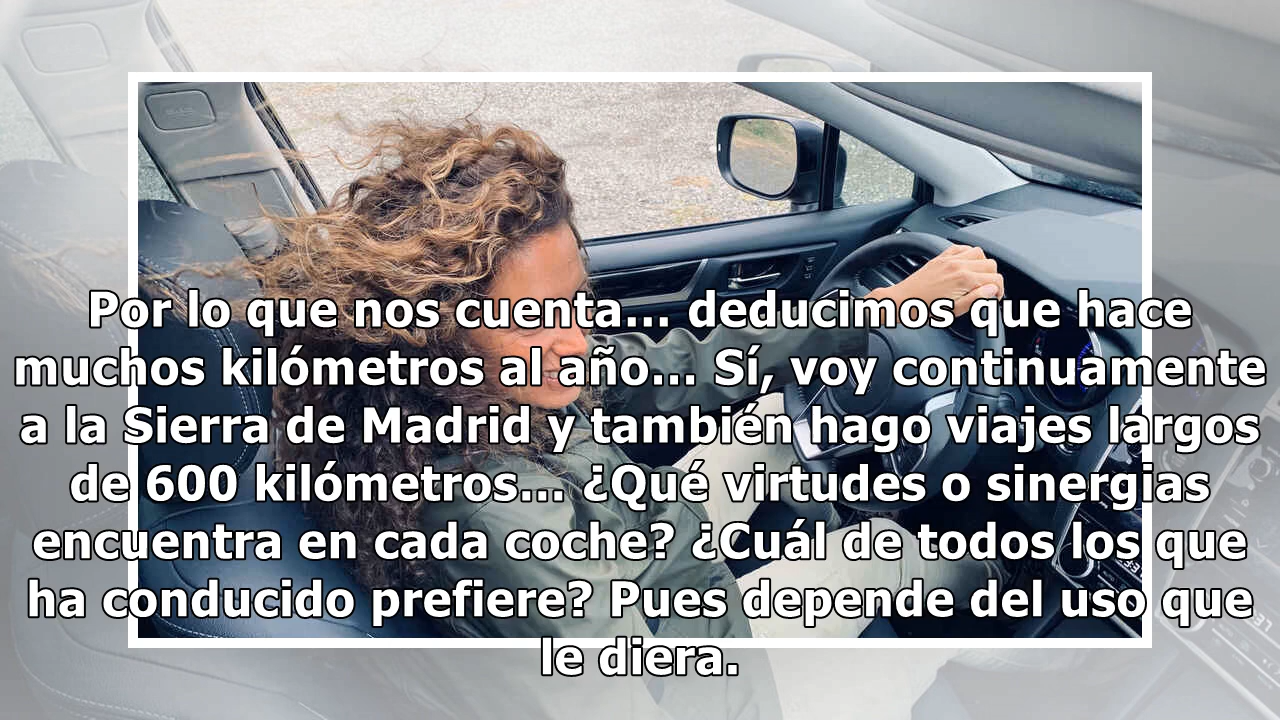 Por lo que nos cuenta... deducimos que hace
muchos kilómetros al año... Sí, voy continuamente
a la Sierra de Madrid y también hago viajes largos
de 600 kilómetros... ¿Qué virtudes o sinergias
encuentra en cada coche? ¿Cuál de todos los que
ha conducido prefiere? Pues depende del uso que
le diera.